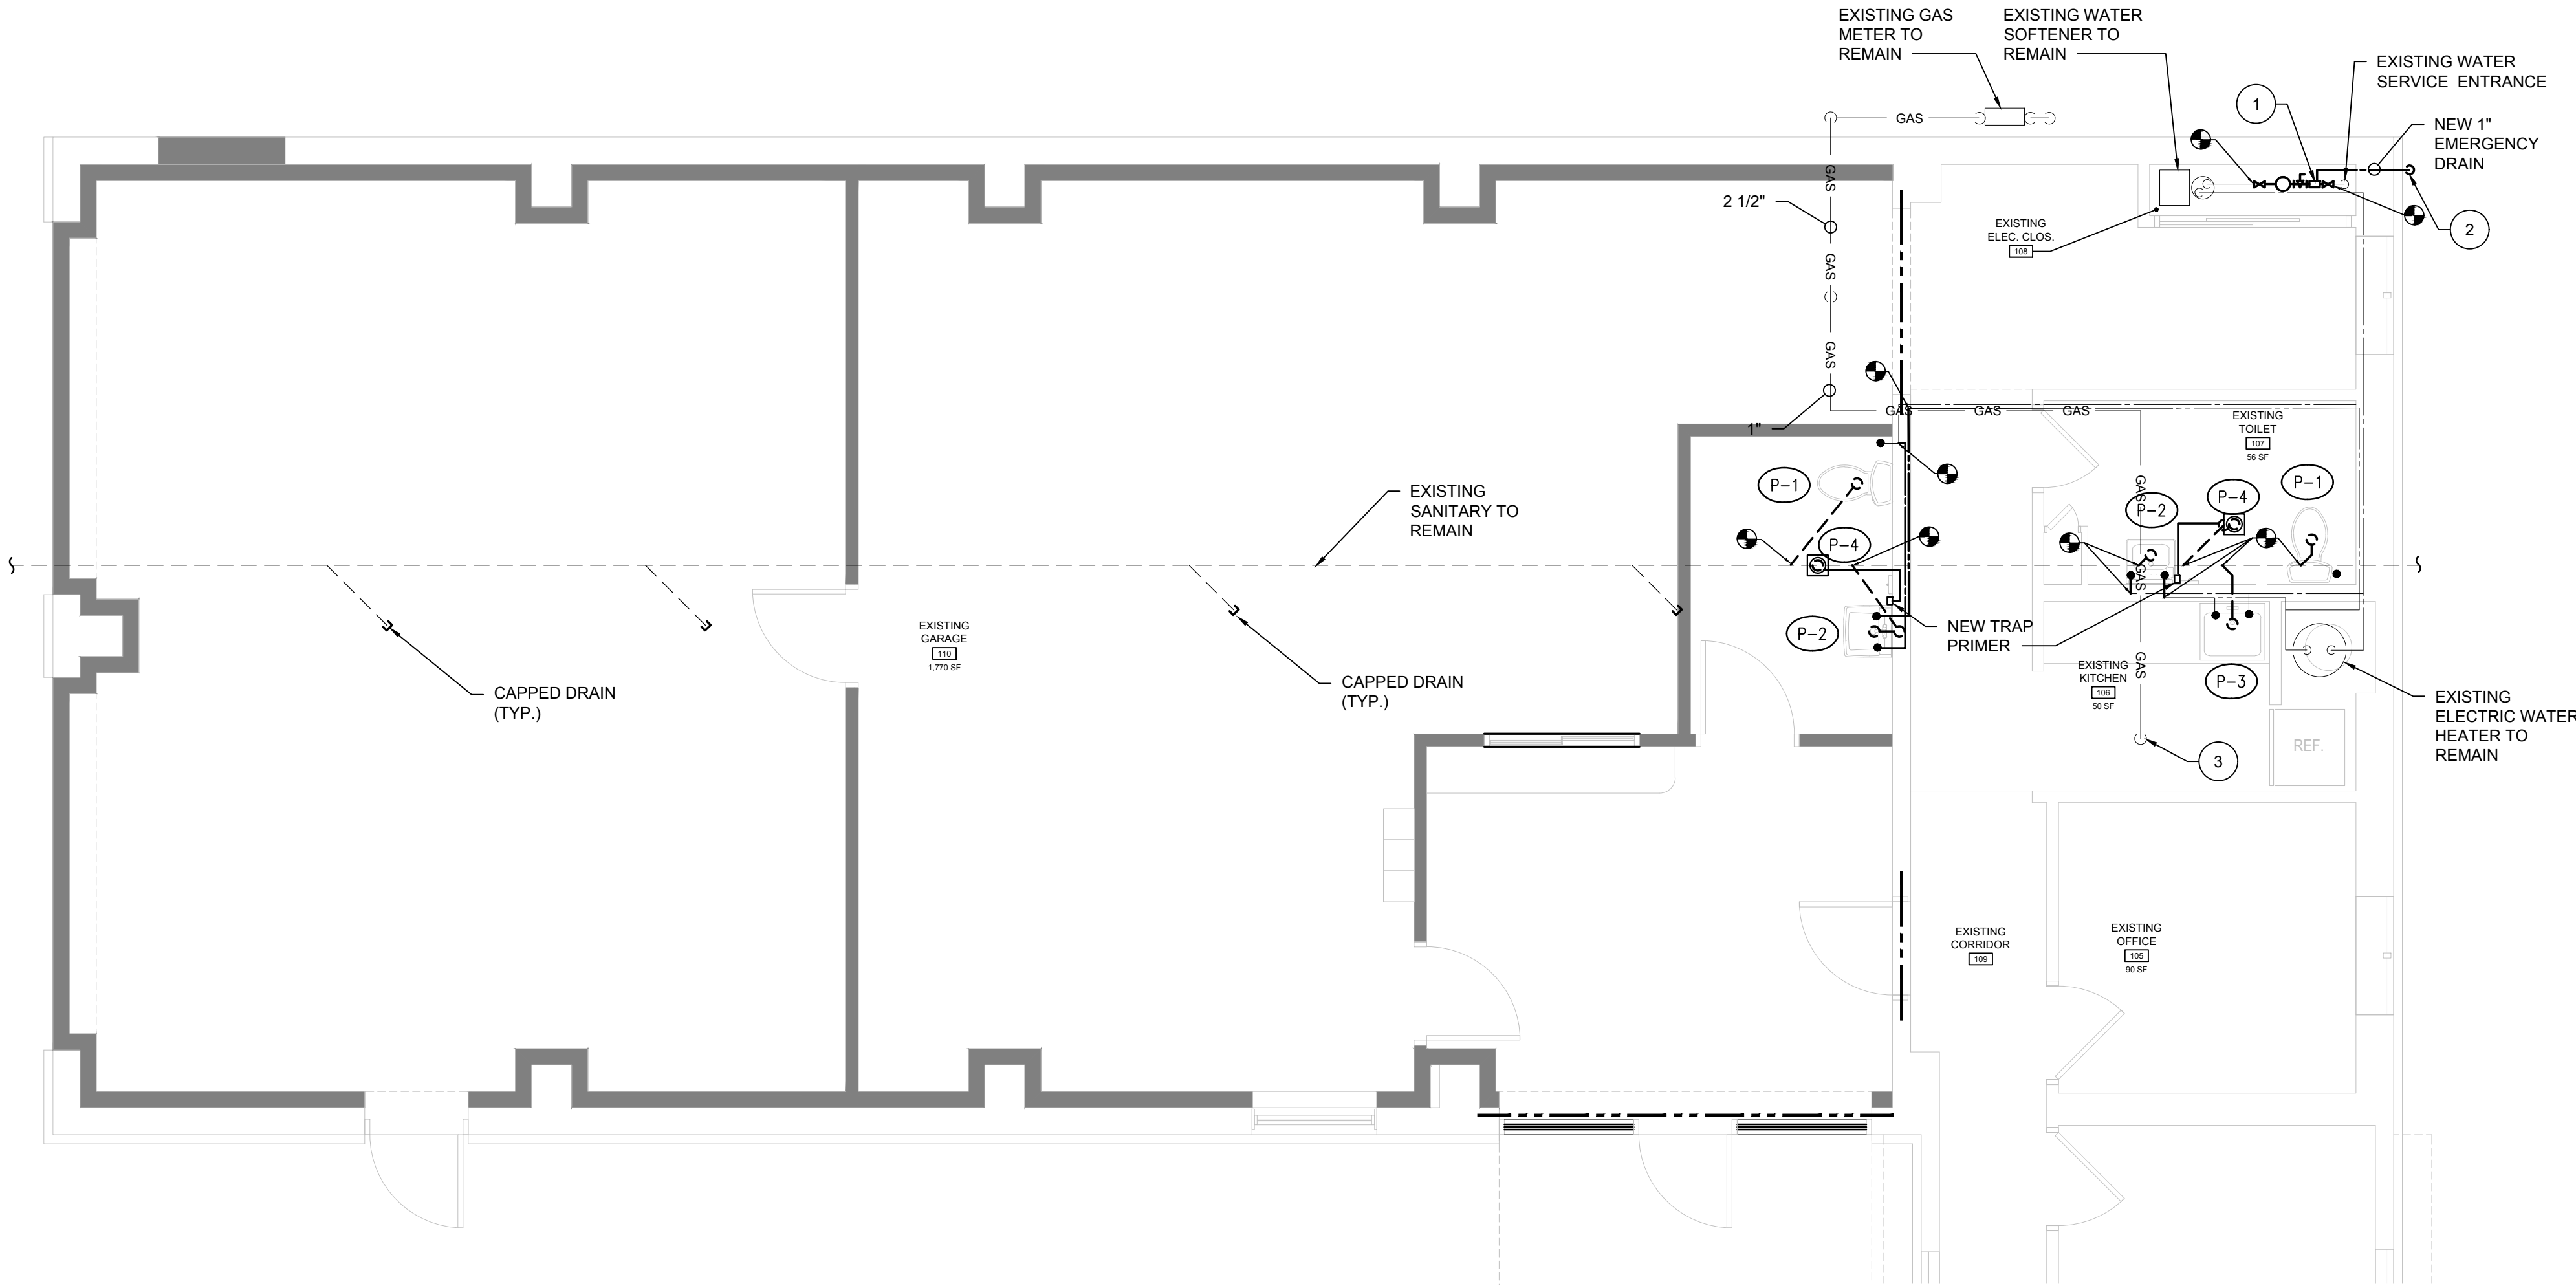 EXISTING GAS
METER TO
REMAIN
EXISTING WATER
SOFTENER TO
REMAIN
EXISTING WATER
SERVICE ENTRANCE
1
NEW 1"
EMERGENCY
DRAIN
2
GAS
GAS
GAS
GAS
2 1/2"
1"
EXISTING
ELEC. CLOS.
108
GAS
GAS
GAS
EXISTING
TOILET
107
56 SF
P-1
P-4
P-2
P-1
P-4
P-2
GAS
GAS
GAS
EXISTING
SANITARY TO
REMAIN
EXISTING
GARAGE
110
1,770 SF
CAPPED DRAIN
(TYP.)
CAPPED DRAIN
(TYP.)
NEW TRAP
PRIMER
EXISTING
KITCHEN
106
50 SF
P-3
REF.
3
EXISTING
ELECTRIC WATER
HEATER TO
REMAIN
EXISTING
CORRIDOR
109
EXISTING
OFFICE
105
90 SF